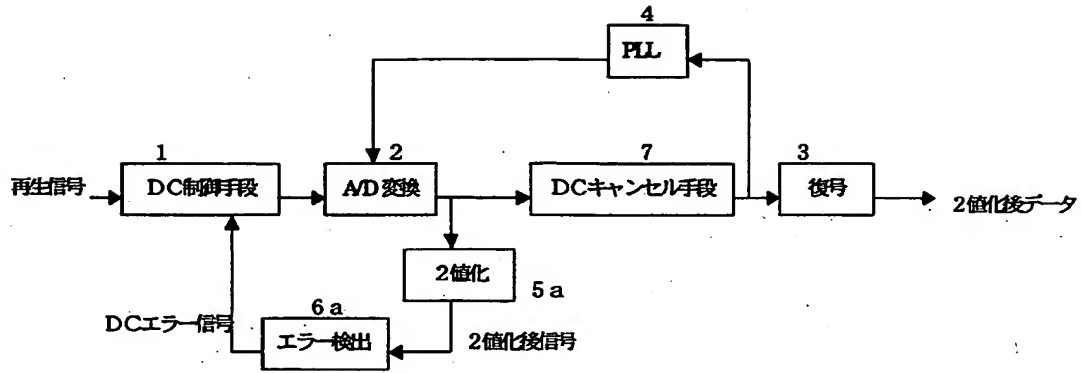 4
PLL
1
2
7
3
再生信号
DC制御手段
A/D変換
DCキャンセル手段
復号
2値化後データ
2値化
5a
6a
DCエラー信号
エラー検出
2値化後信号